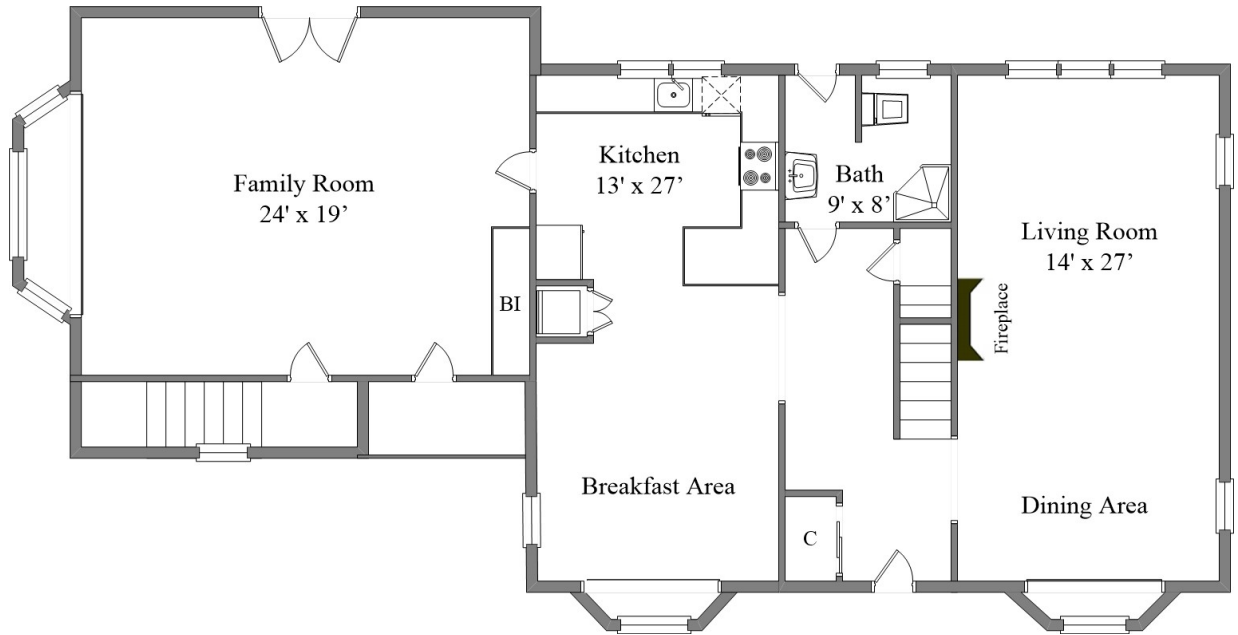 Family Room
24' x 19’
Kitchen
13' x 27’
Bath
9' x 8’
Living Room
14' x 27’
Fireplace
BI
Breakfast Area
Dining Area
C